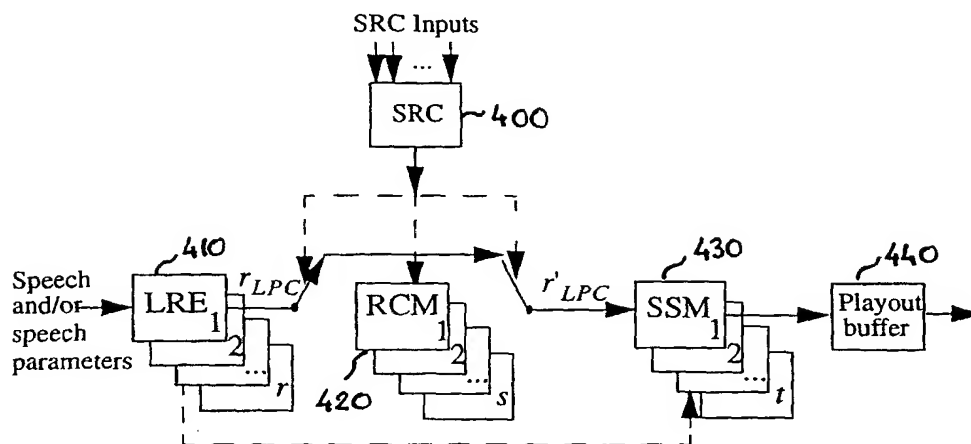 SRC Inputs
...
SRC
400
410
430
440
Speech
and/or
speech
parameters
LRE 1
2
...
r
r_LPC
RCM 1
2
...
s
420
r'_LPC
SSM 1
2
...
t
Playout
buffer